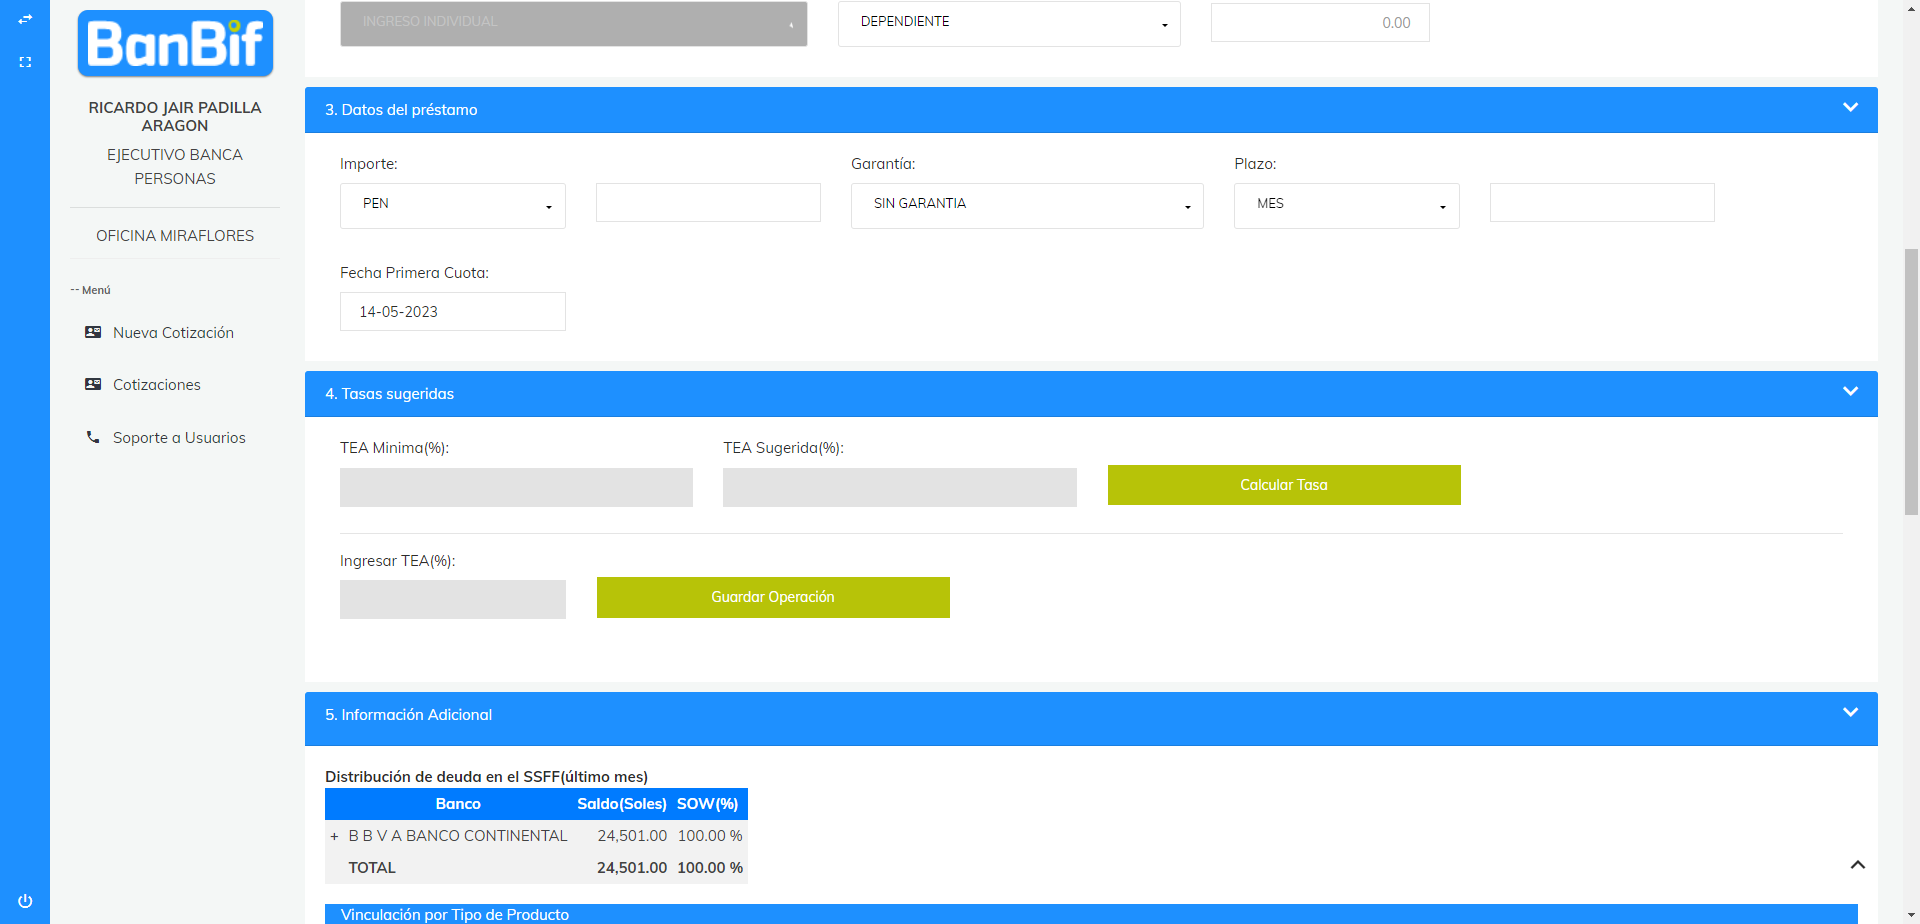 BanBif
RICARDO JAIR PADILLA
ARAGON
EJECUTIVO BANCA
PERSONAS
OFICINA MIRAFLORES
-- Menú
Nueva Cotización
Cotizaciones
Soporte a Usuarios
INGRESO INDIVIDUAL
DEPENDIENTE
0.00
3. Datos del préstamo
Importe:
Garantía:
Plazo:
PEN
SIN GARANTIA
MES
Fecha Primera Cuota:
14-05-2023
4. Tasas sugeridas
TEA Minima(%):
TEA Sugerida(%):
Calcular Tasa
Ingresar TEA(%):
Guardar Operación
5. Información Adicional
Distribución de deuda en el SSFF(último mes)
Banco Saldo(Soles) SOW(%)
+ B B V A BANCO CONTINENTAL 24,501.00 100.00 %
TOTAL 24,501.00 100.00 %
Vinculación por Tipo de Producto